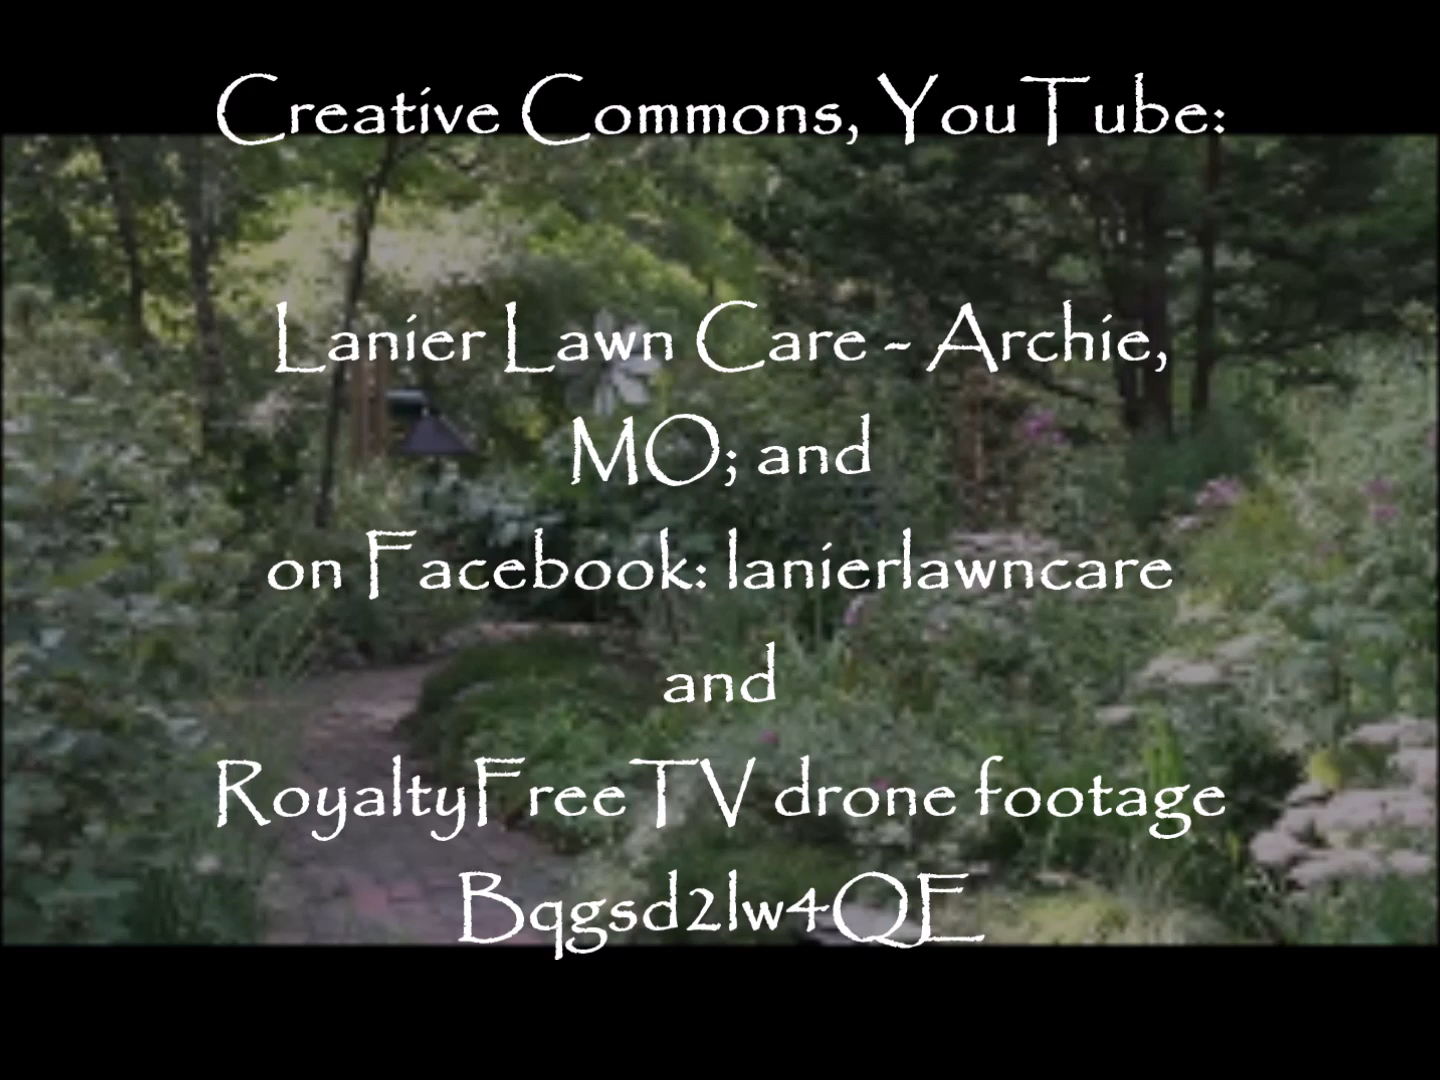 Creative Commons, YouTube:
Lanier Lawn Care - Archie,
MO; and
on Facebook: lanierlawncare
and
RoyaltyFreeTV drone footage
Bqgsd2lw4QE